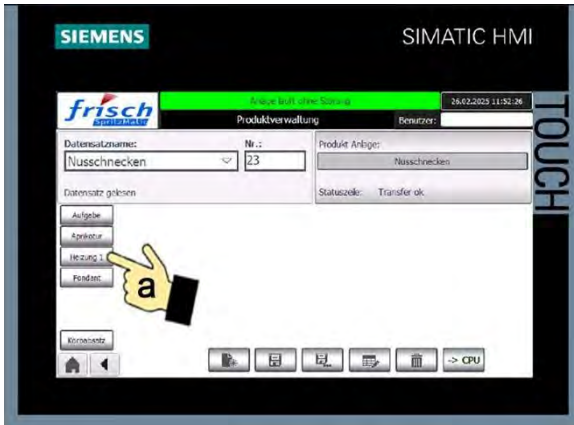 SIEMENS
SIMATIC HMI
TOUCH
frisch
SpritzMatic
Anlage läuft ohne Störung
26.02.2025 11:52:26
Produktverwaltung
Benutzer:
Datensatzname:
Nr.:
Nusschnecken
23
Datensatz gelesen
Produkt Anlage:
Nusschnecken
Statuszeile: Transfer ok
Aufgabe
Aprikotur
Heizung 1
Fondant
a
-> CPU